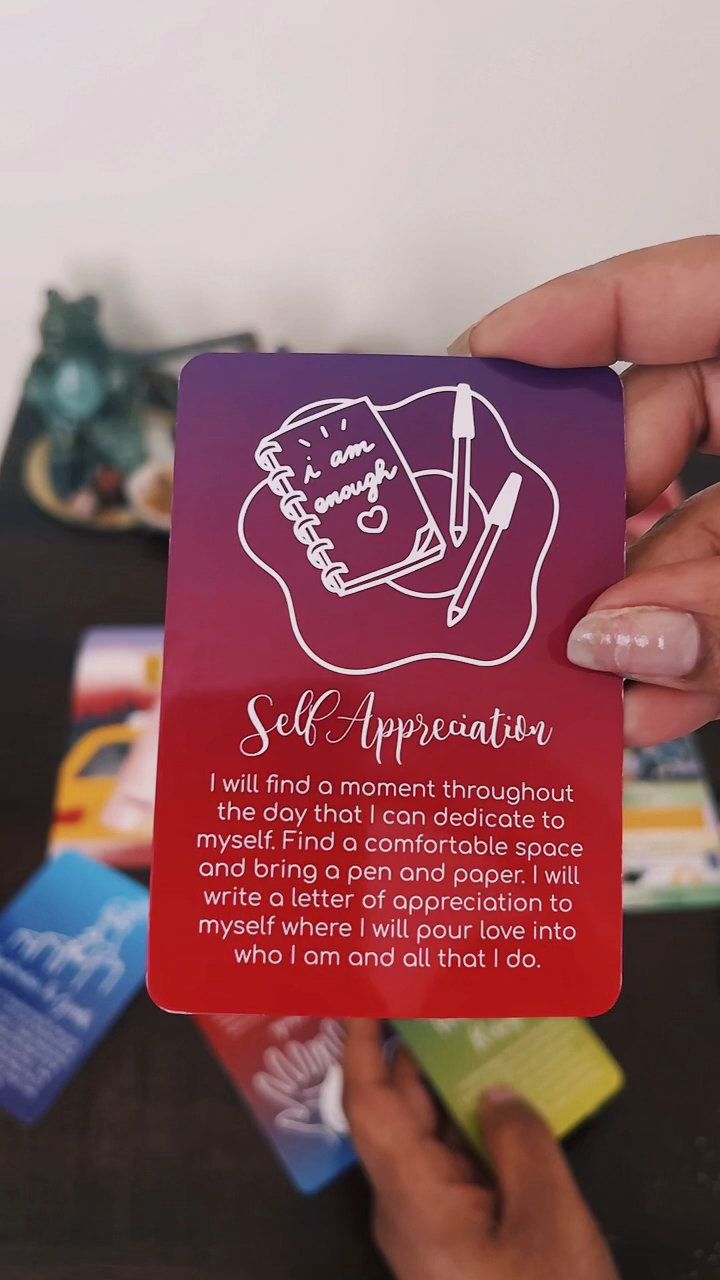 i am
enough
Self Appreciation
I will find a moment throughout
the day that I can dedicate to
myself. Find a comfortable space
and bring a pen and paper. I will
write a letter of appreciation to
myself where I will pour love into
who I am and all that I do.